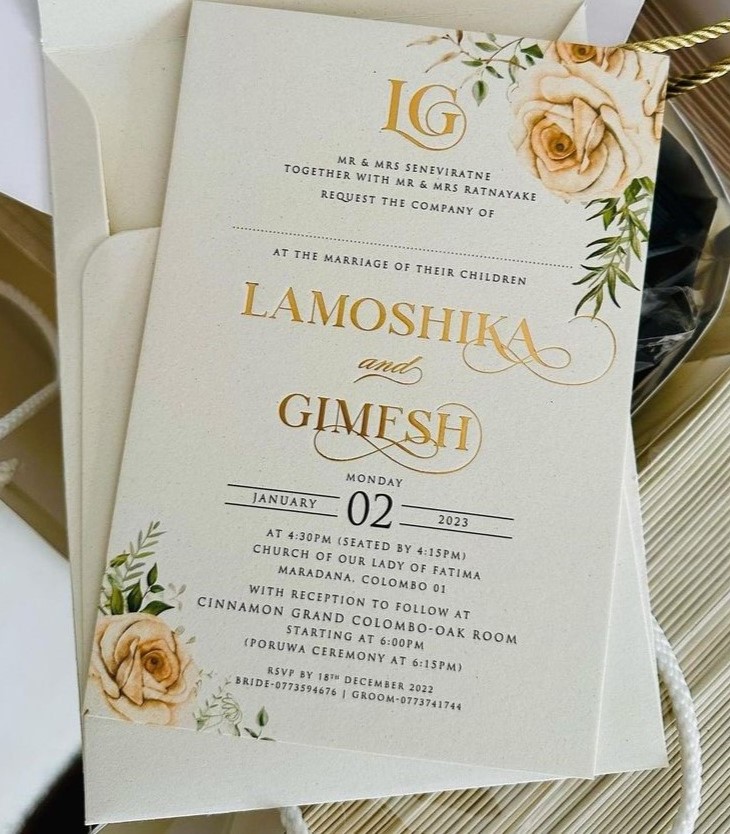 LG
MR & MRS SENEVIRATNE
TOGETHER WITH MR & MRS RATNAYAKE
REQUEST THE COMPANY OF
AT THE MARRIAGE OF THEIR CHILDREN
LAMOSHIKA
and
GIMESH
MONDAY
JANUARY 02 2023
AT 4:30PM (SEATED BY 4:15PM)
CHURCH OF OUR LADY OF FATIMA
MARADANA, COLOMBO 01
WITH RECEPTION TO FOLLOW AT
CINNAMON GRAND COLOMBO-OAK ROOM
STARTING AT 6:00PM
(PORUWA CEREMONY AT 6:15PM)
RSVP BY 18TH DECEMBER 2022
BRIDE-0773594676 | GROOM-0773741744